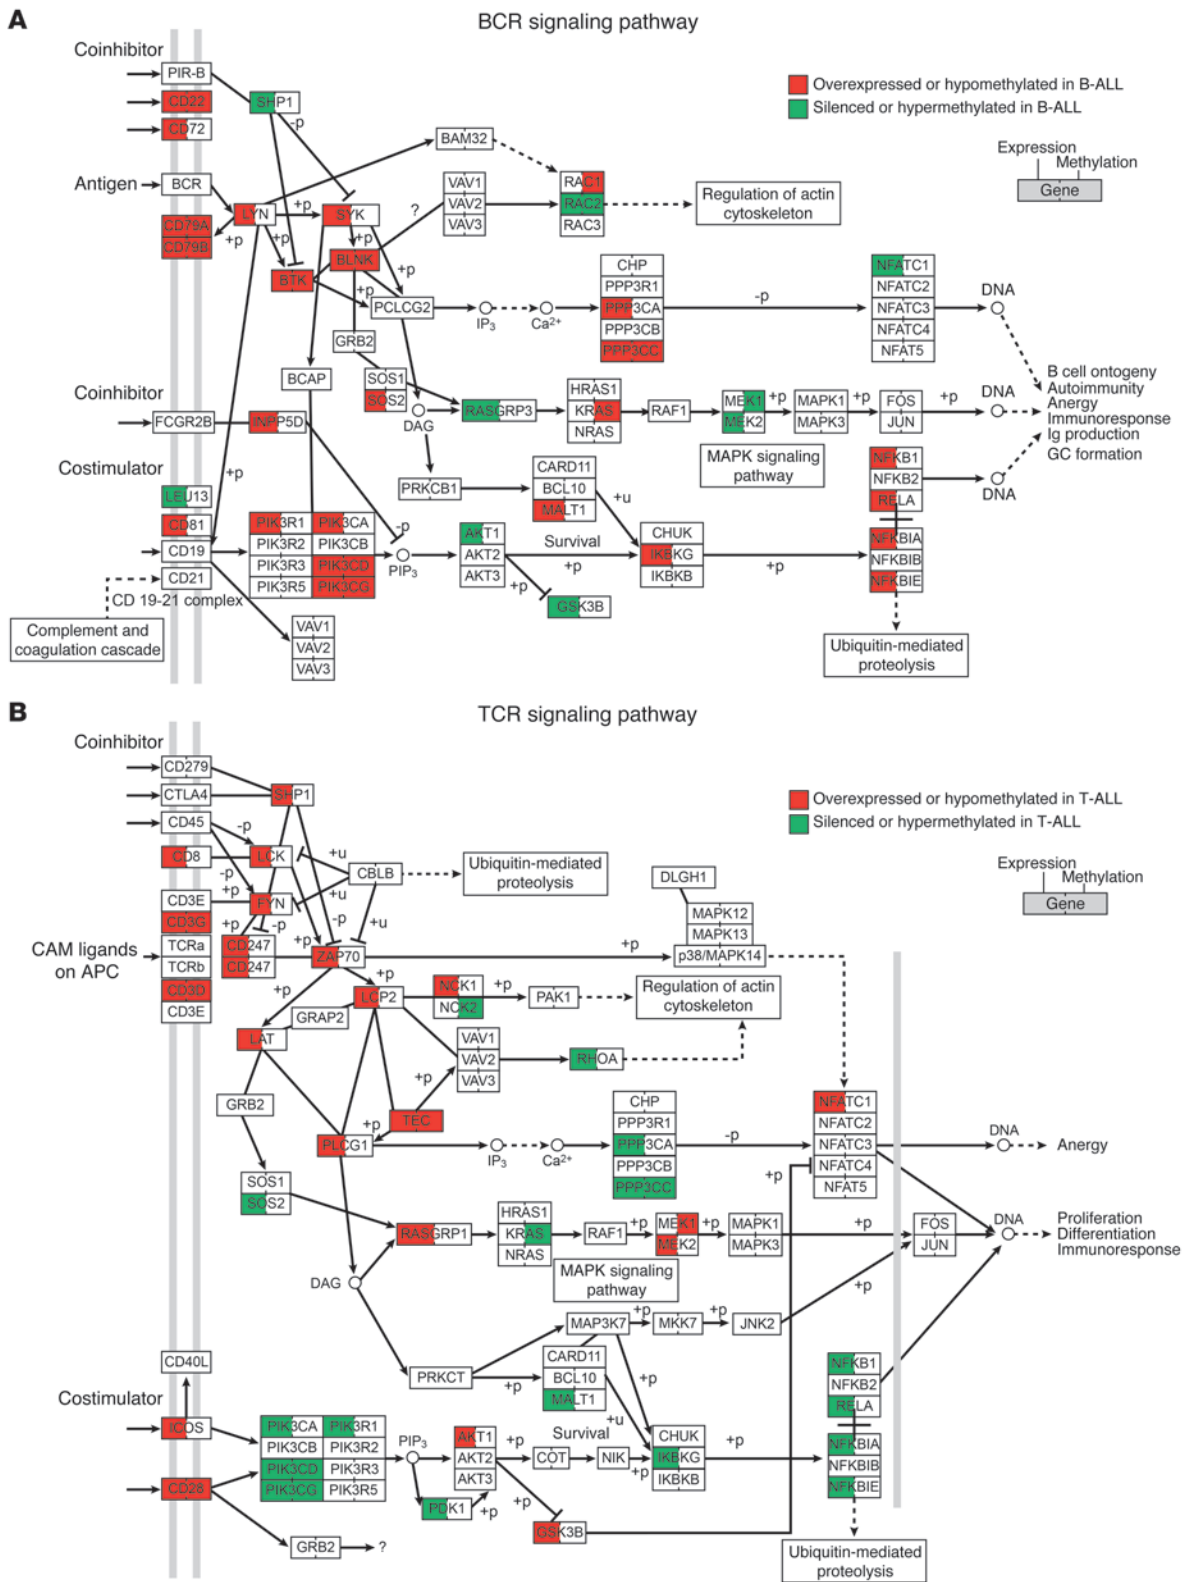 A
BCR signaling pathway
Coinhibitor
PIR-B
CD22
SHP1
CD72
-p
Overexpressed or hypomethylated in B-ALL
Silenced or hypermethylated in B-ALL
BAM32
Expression
Methylation
Gene
Antigen
BCR
LYN
+p
SYK
?
VAV1
VAV2
VAV3
RAC1
RAC2
RAC3
Regulation of actin
cytoskeleton
CD79A
CD79B
+p
+p
+p
BLNK
BTK
+p
+p
PCLCG2
IP3
Ca2+
CHP
PPP3R1
PPP3CA
PPP3CB
PPP3CC
-p
NFATC1
NFATC2
NFATC3
NFATC4
NFAT5
DNA
GRB2
BCAP
SOS1
SOS2
B cell ontogeny
Autoimmunity
Anergy
Immunoresponse
Ig production
GC formation
Coinhibitor
FCGR2B
INPP5D
DAG
RASGRP3
HRAS1
KRAS
NRAS
RAF1
MEK1
MEK2
+p
MAPK1
MAPK3
+p
FOS
JUN
+p
DNA
MAPK signaling
pathway
Costimulator
+p
LEU13
CD81
CD19
CD21
CD 19-21 complex
PRKCB1
CARD11
BCL10
MALT1
+u
NFKB1
NFKB2
RELA
DNA
PIK3R1
PIK3CA
PIK3R2
PIK3CB
PIK3R3
PIK3CD
PIK3R5
PIK3CG
-p
PIP3
AKT1
AKT2
AKT3
Survival
+p
+p
GSK3B
CHUK
IKBKG
IKBKB
+p
NFKBIA
NFKBIB
NFKBIE
Complement and
coagulation cascade
VAV1
VAV2
VAV3
Ubiquitin-mediated
proteolysis
B
TCR signaling pathway
Coinhibitor
CD279
CTLA4
SHP1
CD45
-p
Overexpressed or hypomethylated in T-ALL
Silenced or hypermethylated in T-ALL
CD8
LCK
+u
CBLB
Ubiquitin-mediated
proteolysis
DLGH1
Expression
Methylation
Gene
-p
+p
CD3E
CD3G
TCRa
TCRb
CD3D
CD3E
FYN
+u
+p
-p
-p
+u
MAPK12
MAPK13
p38/MAPK14
CAM ligands
on APC
CD247
CD247
+p
ZAP70
+p
+p
+p
LCP2
NCK1
NCK2
+p
PAK1
Regulation of actin
cytoskeleton
GRAP2
LAT
VAV1
VAV2
VAV3
RHOA
+p
GRB2
TEC
+p
PLCG1
IP3
Ca2+
CHP
PPP3R1
PPP3CA
PPP3CB
PPP3CC
-p
+p
NFATC1
NFATC2
NFATC3
NFATC4
NFAT5
DNA
Anergy
SOS1
SOS2
RASGRP1
HRAS1
KRAS
NRAS
RAF1
+p
MEK1
MEK2
+p
MAPK1
MAPK3
+p
FOS
JUN
DNA
Proliferation
Differentiation
Immunoresponse
DAG
MAPK signaling
pathway
+p
MAP3K7
+p
MKK7
+p
JNK2
CD40L
PRKCT
+p
CARD11
BCL10
MALT1
+p
+u
NFKB1
NFKB2
RELA
Costimulator
ICOS
PIK3CA
PIK3R1
PIK3CB
PIK3R2
PIK3CD
PIK3R3
PIK3CG
PIK3R5
PIP3
AKT1
AKT2
AKT3
+p
COT
Survival
NIK
+p
CHUK
IKBKG
IKBKB
+p
NFKBIA
NFKBIB
NFKBIE
CD28
PDK1
+p
+p
GSK3B
GRB2
?
Ubiquitin-mediated
proteolysis